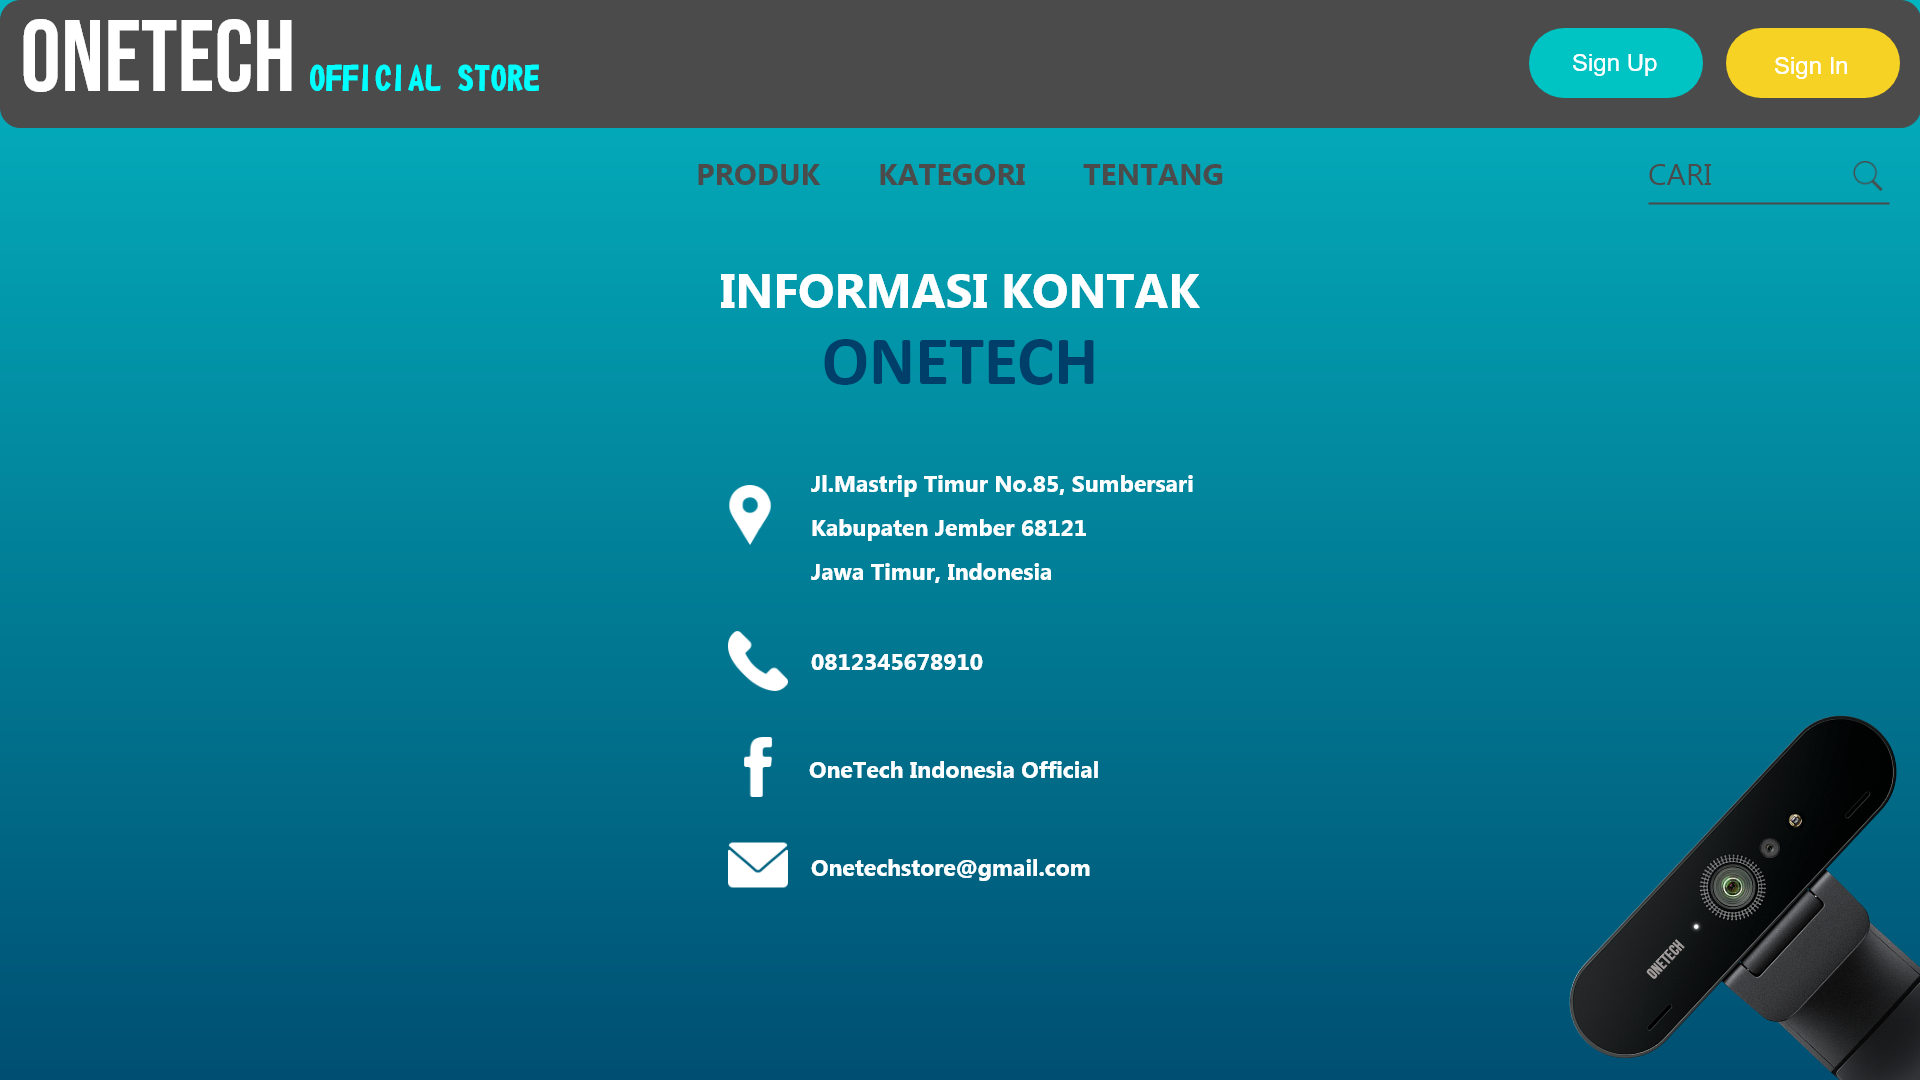 ONETECH OFFICIAL STORE
Sign Up
Sign In
PRODUK KATEGORI TENTANG
CARI
INFORMASI KONTAK
ONETECH
Jl.Mastrip Timur No.85, Sumbersari
Kabupaten Jember 68121
Jawa Timur, Indonesia
0812345678910
OneTech Indonesia Official
Onetechstore@gmail.com
ONETECH